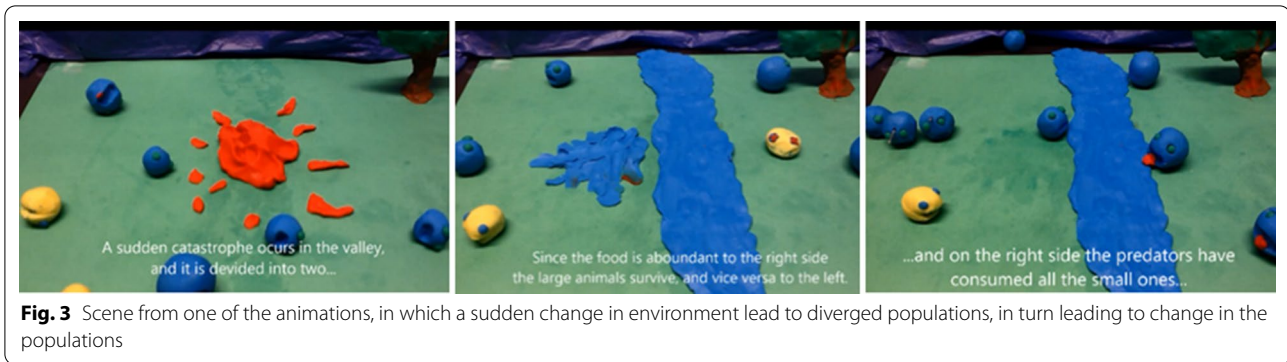 A sudden catastrophe ocurs in the valley,
and it is devided into two...
Since the food is aboundant to the right side
the large animals survive, and vice versa to the left.
...and on the right side the predators have
consumed all the small ones...
Fig. 3 Scene from one of the animations, in which a sudden change in environment lead to diverged populations, in turn leading to change in the
populations